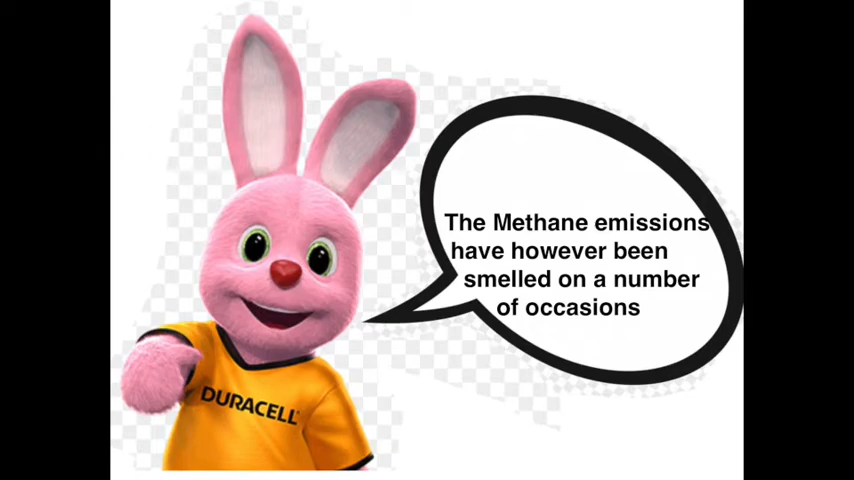 The Methane emissions
have however been
smelled on a number
of occasions
DURACELL